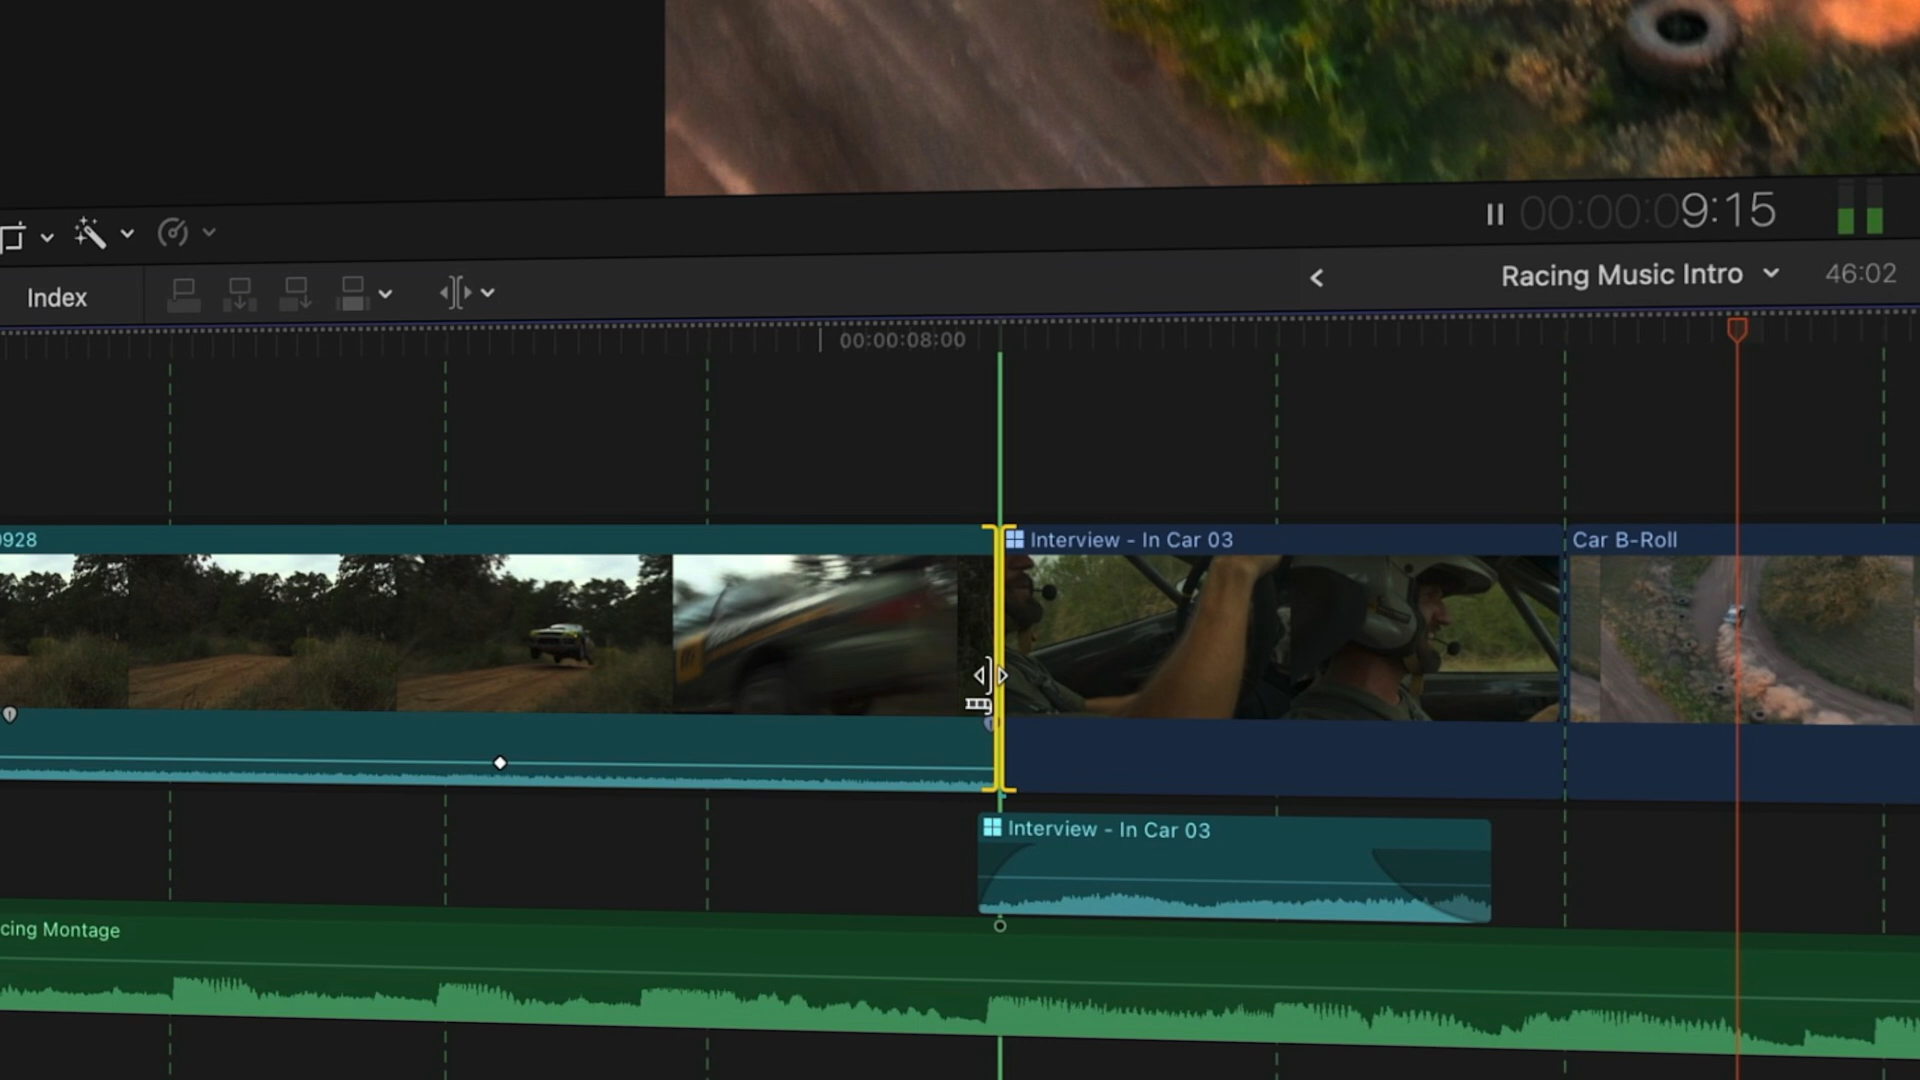 00:00:09:15
Index
Racing Music Intro
46:02
00:00:08:00
0928
Interview - In Car 03
Car B-Roll
Interview - In Car 03
cing Montage